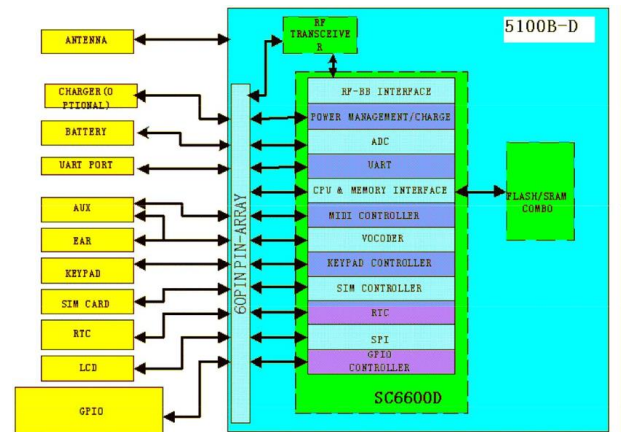 5100B-D
RF
TRANSCEIVE
R
ANTENNA
CHARGER(O
PTIONAL)
BATTERY
UART PORT
AUX
EAR
KEYPAD
SIM CARD
RTC
LCD
GPIO
60PIN PIN-ARRAY
RF-BB INTERFACE
POWER MANAGEMENT/CHARGE
ADC
UART
CPU & MEMORY INTERFACE
MIDI CONTROLLER
VOCODER
KEYPAD CONTROLLER
SIM CONTROLLER
RTC
SPI
GPIO
CONTROLLER
SC6600D
FLASH/SRAM
COMBO